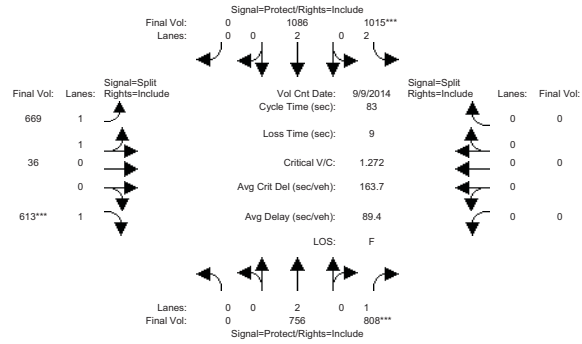 Signal=Protect/Rights=Include
Final Vol: 0 1086 1015***
Lanes: 0 0 2 0 2
Signal=Split
Final Vol: Lanes: Rights=Include
Vol Cnt Date: 9/9/2014
Signal=Split
Rights=Include Lanes: Final Vol:
Cycle Time (sec): 83
669 1 0 0
Loss Time (sec): 9
1 0
36 0 Critical V/C: 1.272 0 0
0 Avg Crit Del (sec/veh): 163.7 0
613*** 1 Avg Delay (sec/veh): 89.4 0 0
LOS: F
Lanes: 0 0 2 0 1
Final Vol: 0 756 808***
Signal=Protect/Rights=Include